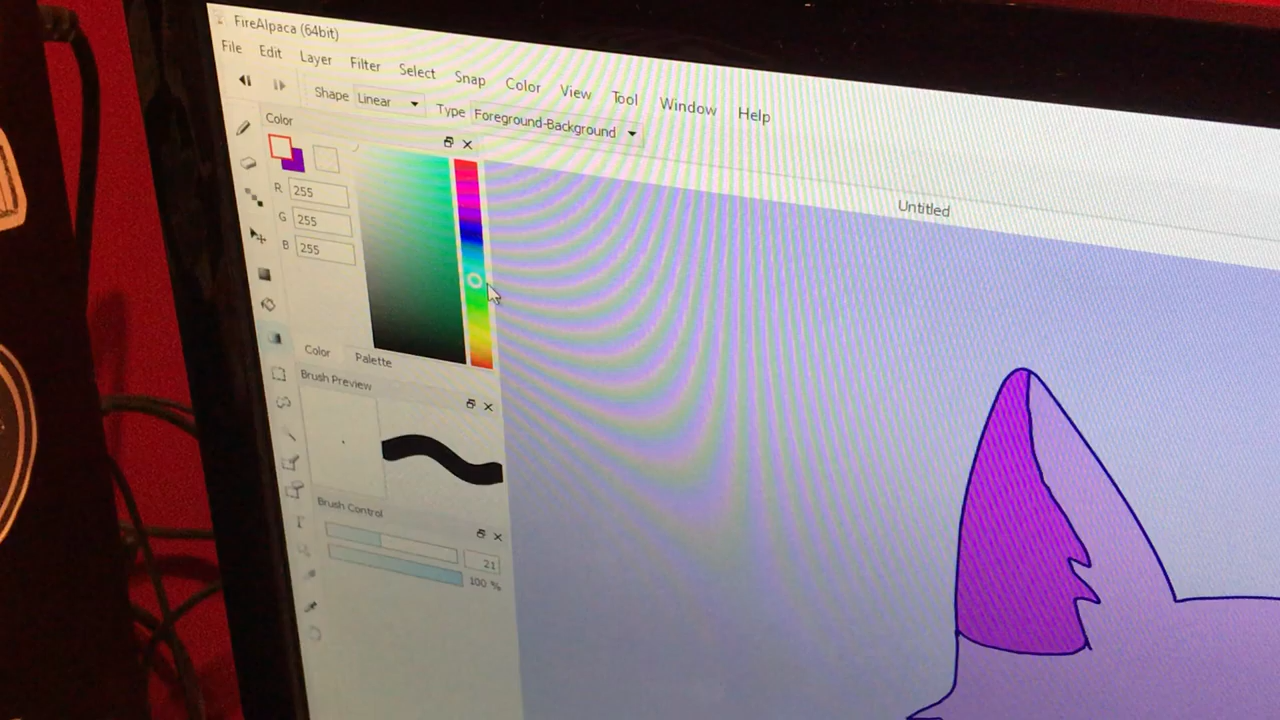 FireAlpaca (64bit)
File Edit Layer Filter Select Snap Color View Tool Window Help
Shape Linear Type Foreground-Background
Color
Untitled
R 255
G 255
B 255
Color Palette
Brush Preview
Brush Control
21
100 %